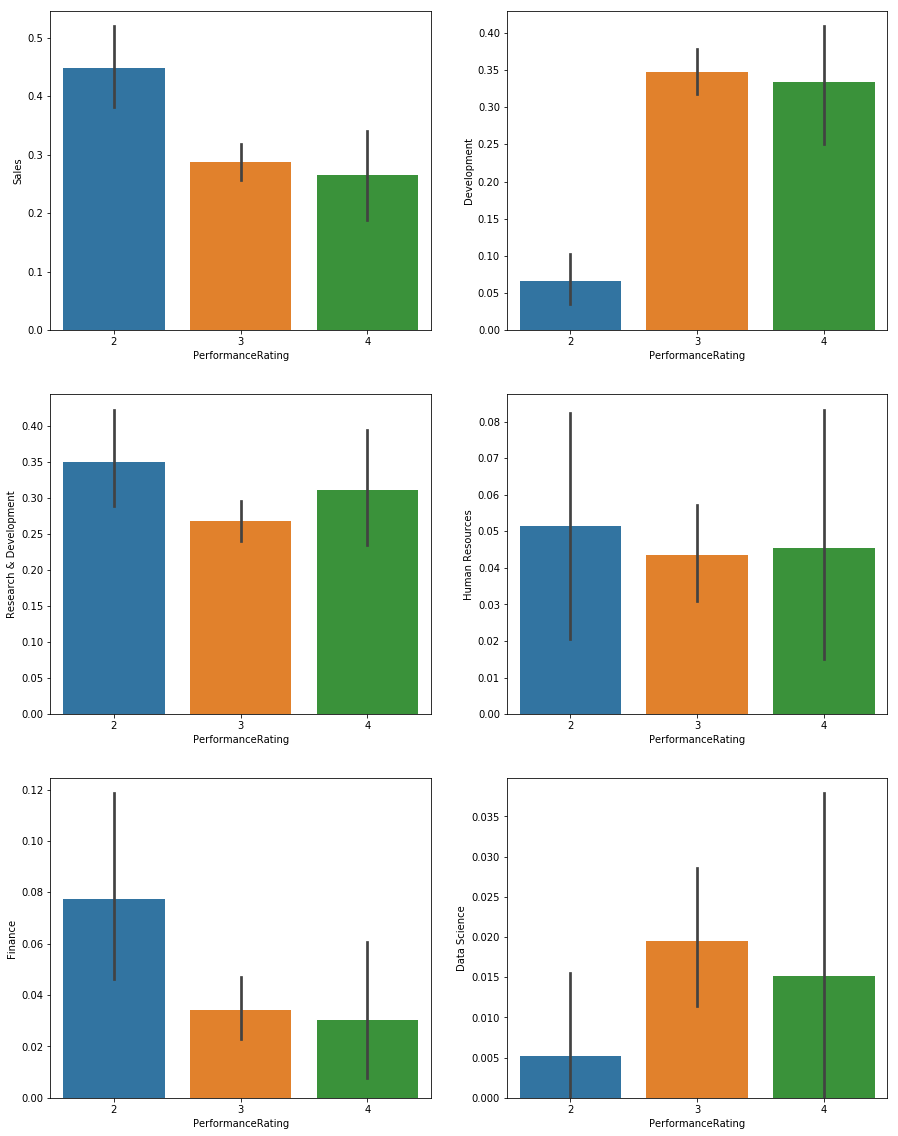 0.5
0.4
0.3
0.2
0.1
0.0
Sales
2 3 4
PerformanceRating
0.40
0.35
0.30
0.25
0.20
0.15
0.10
0.05
0.00
Development
2 3 4
PerformanceRating
0.40
0.35
0.30
0.25
0.20
0.15
0.10
0.05
0.00
Research & Development
2 3 4
PerformanceRating
0.08
0.07
0.06
0.05
0.04
0.03
0.02
0.01
0.00
Human Resources
2 3 4
PerformanceRating
0.12
0.10
0.08
0.06
0.04
0.02
0.00
Finance
2 3 4
PerformanceRating
0.035
0.030
0.025
0.020
0.015
0.010
0.005
0.000
Data Science
2 3 4
PerformanceRating